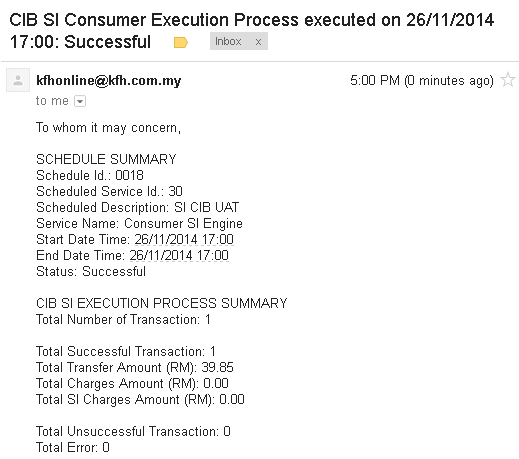 CIB SI Consumer Execution Process executed on 26/11/2014
17:00: Successful Inbox x
kfhonline@kfh.com.my 5:00 PM (0 minutes ago)
to me
To whom it may concern,
SCHEDULE SUMMARY
Schedule Id.: 0018
Scheduled Service Id.: 30
Scheduled Description: SI CIB UAT
Service Name: Consumer SI Engine
Start Date Time: 26/11/2014 17:00
End Date Time: 26/11/2014 17:00
Status: Successful
CIB SI EXECUTION PROCESS SUMMARY
Total Number of Transaction: 1
Total Successful Transaction: 1
Total Transfer Amount (RM): 39.85
Total Charges Amount (RM): 0.00
Total SI Charges Amount (RM): 0.00
Total Unsuccessful Transaction: 0
Total Error: 0